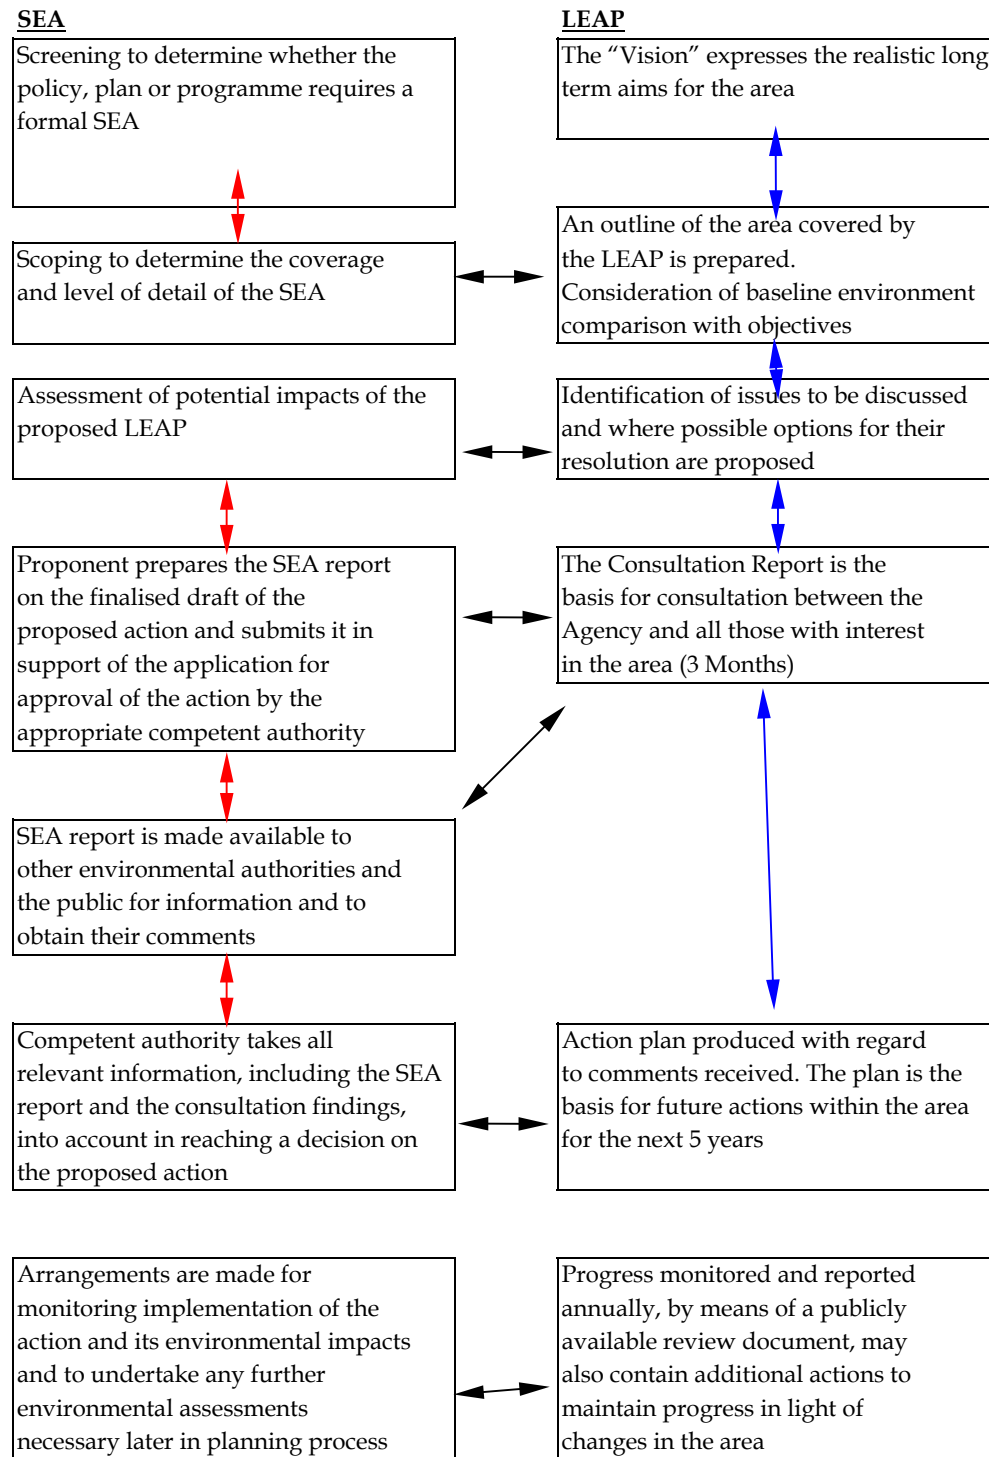 SEA
Screening to determine whether the
policy, plan or programme requires a
formal SEA
Scoping to determine the coverage
and level of detail of the SEA
Assessment of potential impacts of the
proposed LEAP
Proponent prepares the SEA report
on the finalised draft of the
proposed action and submits it in
support of the application for
approval of the action by the
appropriate competent authority
SEA report is made available to
other environmental authorities and
the public for information and to
obtain their comments
Competent authority takes all
relevant information, including the SEA
report and the consultation findings,
into account in reaching a decision on
the proposed action
Arrangements are made for
monitoring implementation of the
action and its environmental impacts
and to undertake any further
environmental assessments
necessary later in planning process
LEAP
The “Vision” expresses the realistic long
term aims for the area
An outline of the area covered by
the LEAP is prepared.
Consideration of baseline environment
comparison with objectives
Identification of issues to be discussed
and where possible options for their
resolution are proposed
The Consultation Report is the
basis for consultation between the
Agency and all those with interest
in the area (3 Months)
Action plan produced with regard
to comments received. The plan is the
basis for future actions within the area
for the next 5 years
Progress monitored and reported
annually, by means of a publicly
available review document, may
also contain additional actions to
maintain progress in light of
changes in the area